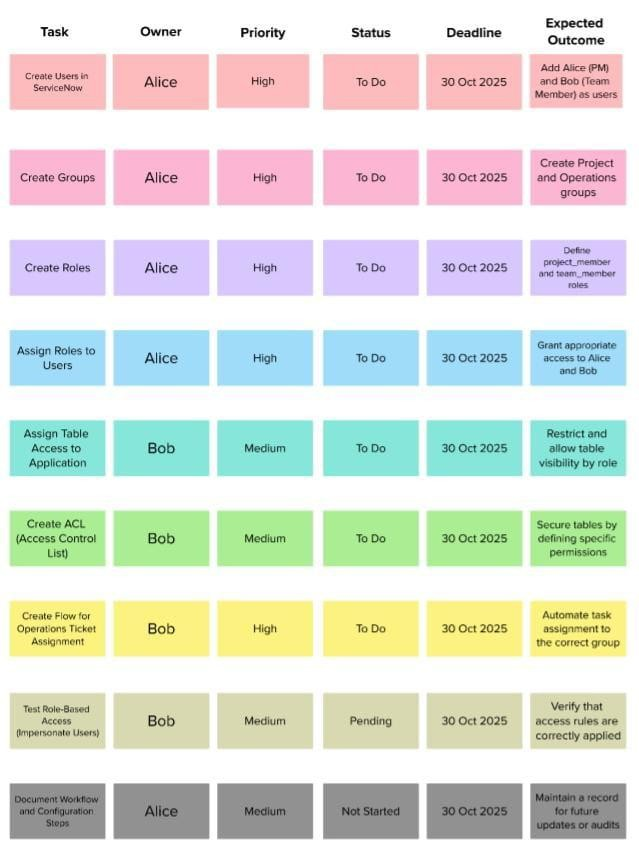 Task Owner Priority Status Deadline Expected Outcome
Create Users in ServiceNow Alice High To Do 30 Oct 2025 Add Alice (PM) and Bob (Team Member) as users
Create Groups Alice High To Do 30 Oct 2025 Create Project and Operations groups
Create Roles Alice High To Do 30 Oct 2025 Define project_member and team_member roles
Assign Roles to Users Alice High To Do 30 Oct 2025 Grant appropriate access to Alice and Bob
Assign Table Access to Application Bob Medium To Do 30 Oct 2025 Restrict and allow table visibility by role
Create ACL (Access Control List) Bob Medium To Do 30 Oct 2025 Secure tables by defining specific permissions
Create Flow for Operations Ticket Assignment Bob High To Do 30 Oct 2025 Automate task assignment to the correct group
Test Role-Based Access (Impersonate Users) Bob Medium Pending 30 Oct 2025 Verify that access rules are correctly applied
Document Workflow and Configuration Steps Alice Medium Not Started 30 Oct 2025 Maintain a record for future updates or audits